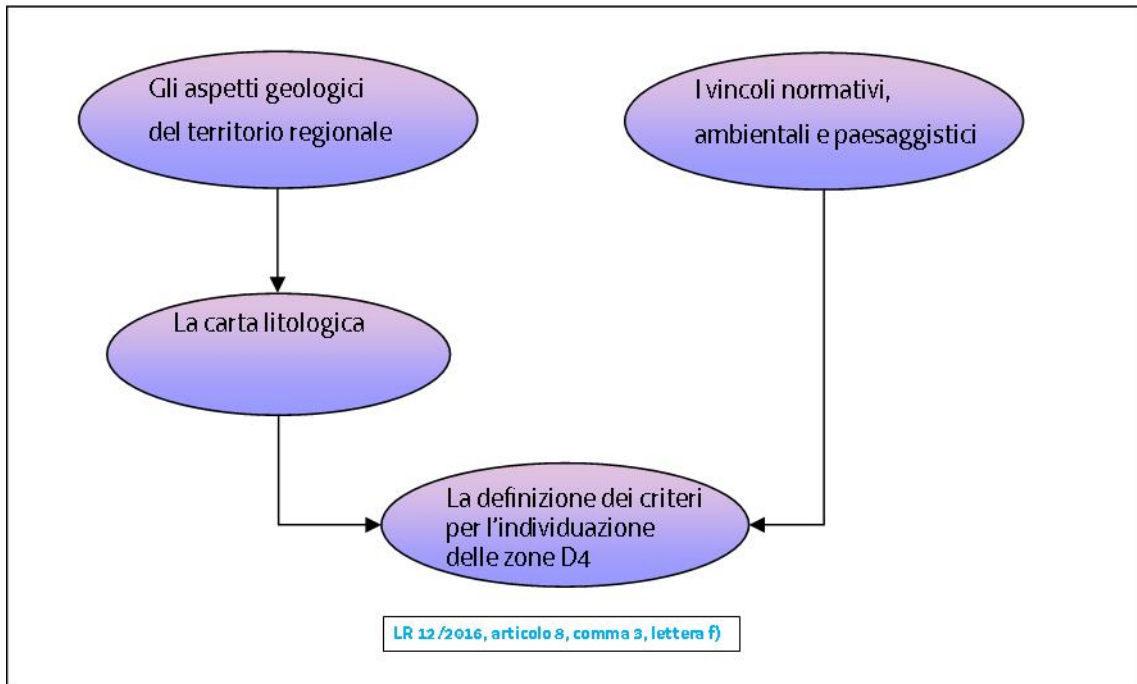 Gli aspetti geologici
del territorio regionale
I vincoli normativi,
ambientali e paesaggistici
La carta litologica
La definizione dei criteri
per l'individuazione
delle zone D4
LR 12/2016, articolo 8, comma 3, lettera f)